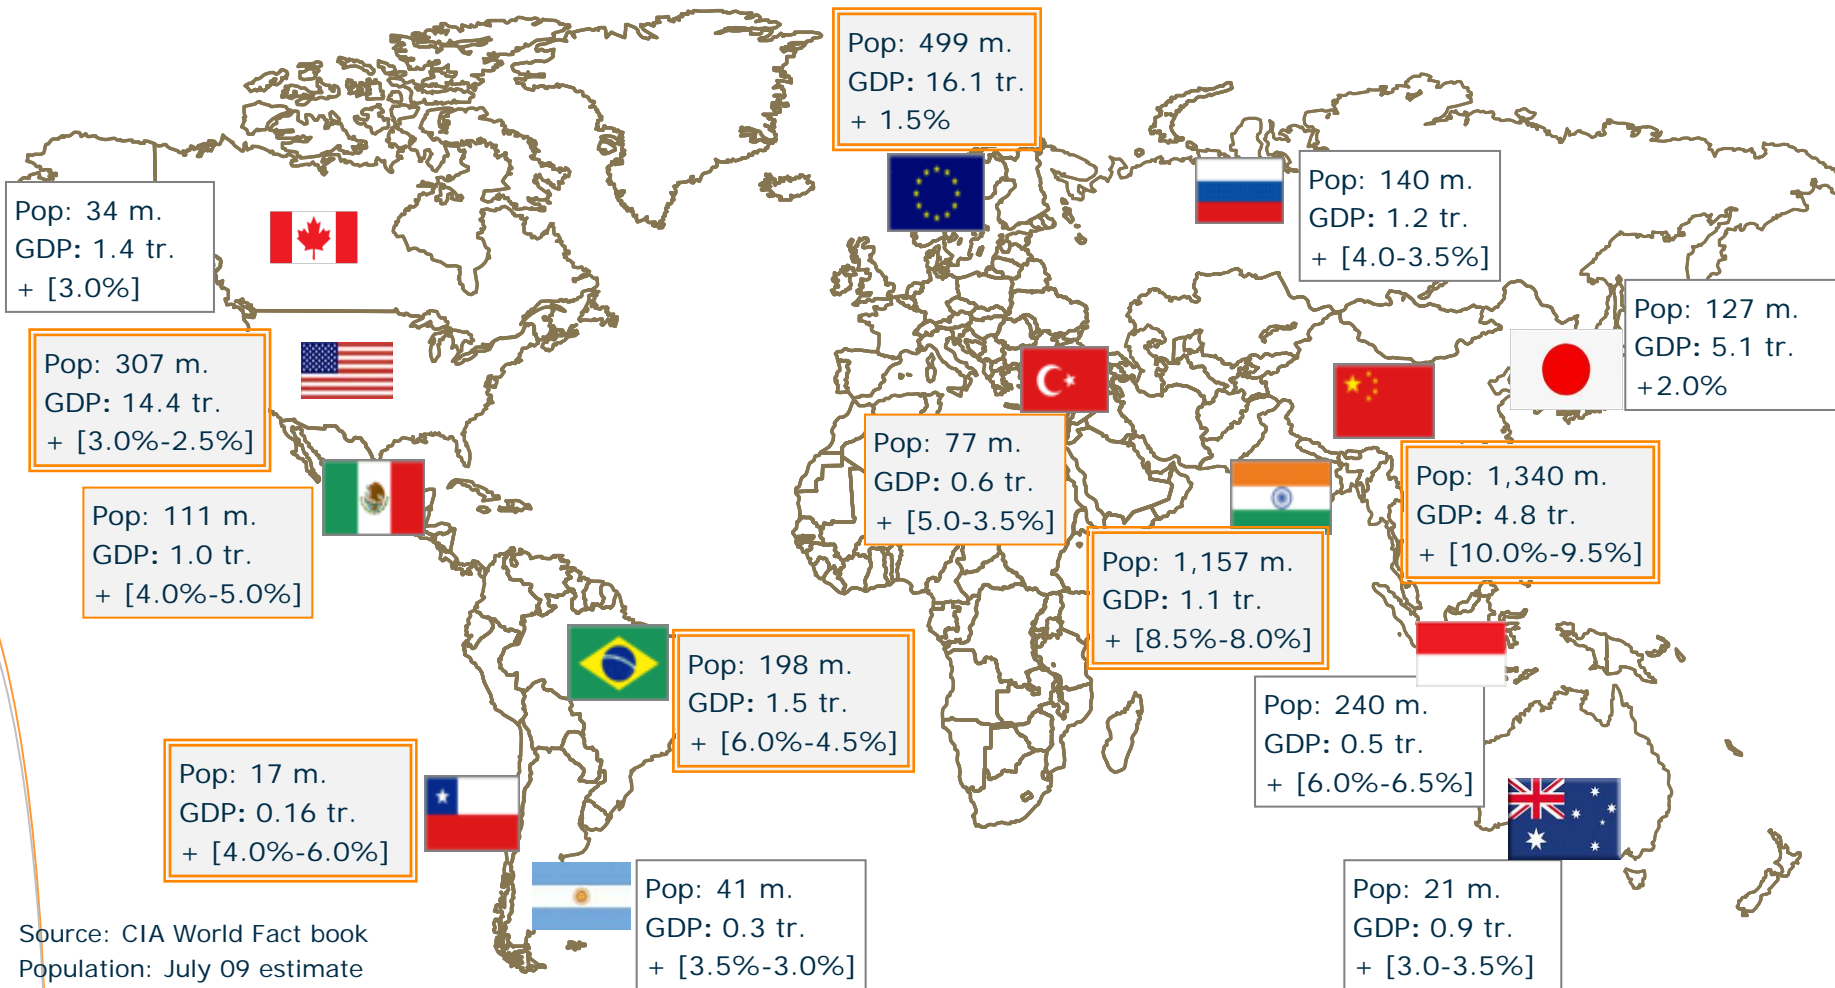 Pop: 499 m.
GDP: 16.1 tr.
+ 1.5%
Pop: 140 m.
GDP: 1.2 tr.
+ [4.0-3.5%]
Pop: 34 m.
GDP: 1.4 tr.
+ [3.0%]
Pop: 127 m.
GDP: 5.1 tr.
+2.0%
Pop: 307 m.
GDP: 14.4 tr.
+ [3.0%-2.5%]
Pop: 77 m.
GDP: 0.6 tr.
+ [5.0-3.5%]
Pop: 1,340 m.
GDP: 4.8 tr.
+ [10.0%-9.5%]
Pop: 111 m.
GDP: 1.0 tr.
+ [4.0%-5.0%]
Pop: 1,157 m.
GDP: 1.1 tr.
+ [8.5%-8.0%]
Pop: 198 m.
GDP: 1.5 tr.
+ [6.0%-4.5%]
Pop: 240 m.
GDP: 0.5 tr.
+ [6.0%-6.5%]
Pop: 17 m.
GDP: 0.16 tr.
+ [4.0%-6.0%]
Pop: 41 m.
GDP: 0.3 tr.
+ [3.5%-3.0%]
Pop: 21 m.
GDP: 0.9 tr.
+ [3.0-3.5%]
Source: CIA World Fact book
Population: July 09 estimate